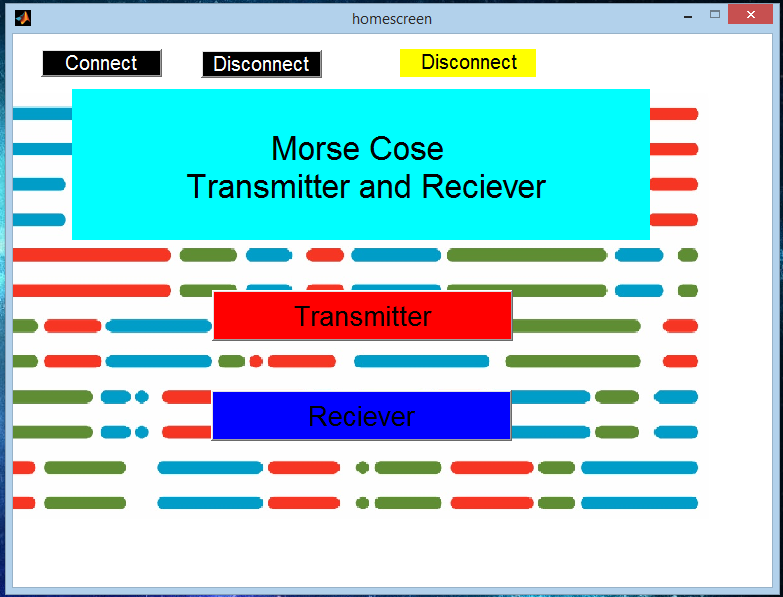 homescreen
Connect
Disconnect
Disconnect
Morse Cose
Transmitter and Reciever
Transmitter
Reciever